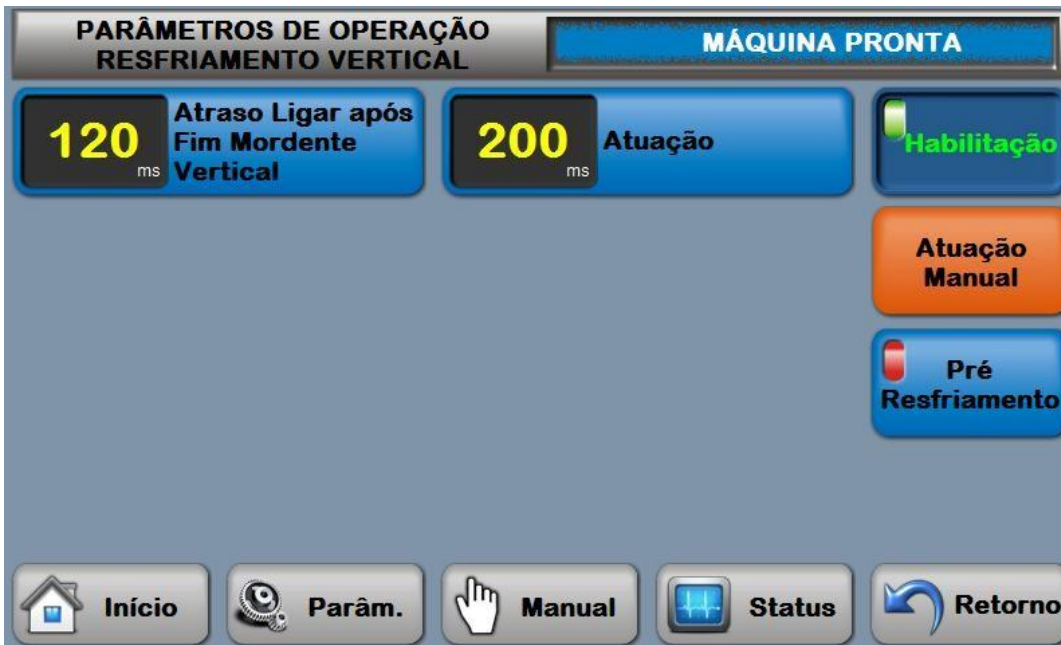 PARÂMETROS DE OPERAÇÃO
RESFRIAMENTO VERTICAL
MÁQUINA PRONTA
120
ms
Atraso Ligar após
Fim Mordente
Vertical
200
ms
Atuação
Habilitação
Atuação
Manual
Pré
Resfriamento
Início
Parâm.
Manual
Status
Retorno